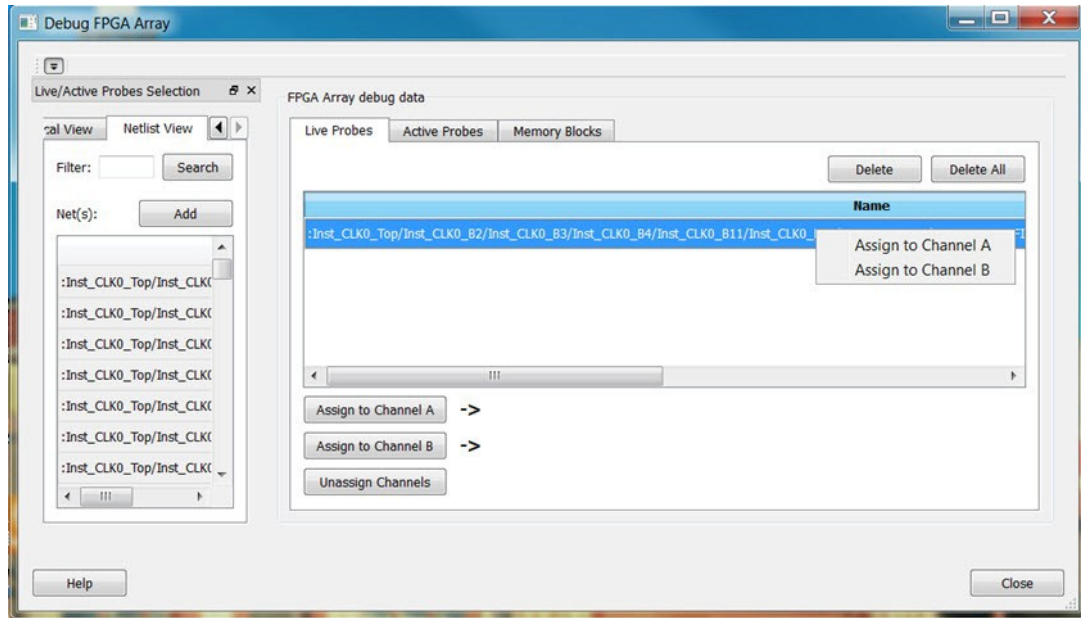 Debug FPGA Array
Live/Active Probes Selection
cal View Netlist View
Filter: Search
Net(s): Add
:Inst_CLK0_Top/Inst_CLK(
:Inst_CLK0_Top/Inst_CLK(
:Inst_CLK0_Top/Inst_CLK(
:Inst_CLK0_Top/Inst_CLK(
:Inst_CLK0_Top/Inst_CLK(
:Inst_CLK0_Top/Inst_CLK(
:Inst_CLK0_Top/Inst_CLK(
FPGA Array debug data
Live Probes Active Probes Memory Blocks
Delete Delete All
Name
:Inst_CLK0_Top/Inst_CLK0_B2/Inst_CLK0_B3/Inst_CLK0_B4/Inst_CLK0_B11/Inst_CLK0_
Assign to Channel A
Assign to Channel B
Assign to Channel A ->
Assign to Channel B ->
Unassign Channels
Help Close